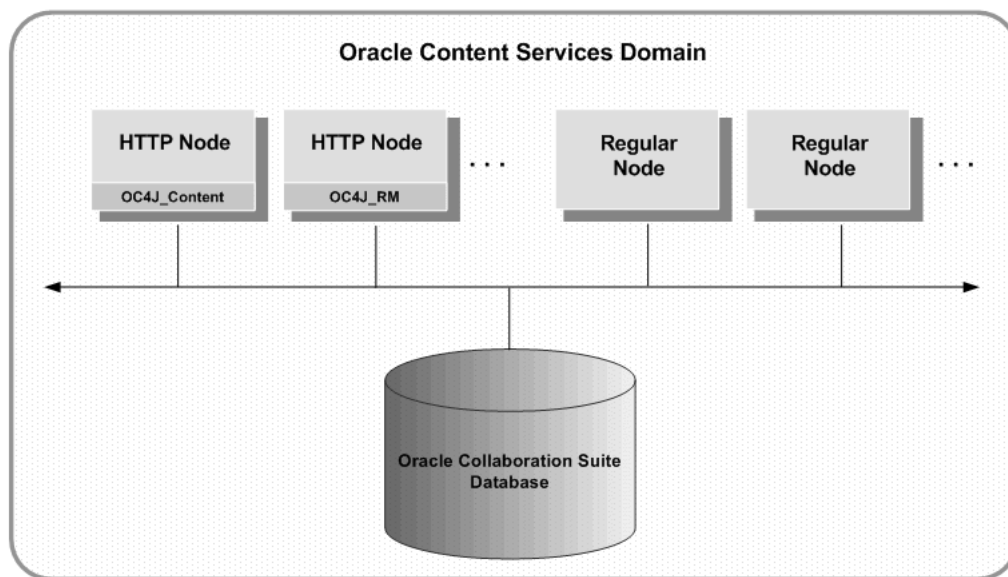 Oracle Content Services Domain
HTTP Node
OC4J_Content
HTTP Node
OC4J_RM
. . .
Regular
Node
Regular
Node
. . .
Oracle Collaboration Suite
Database